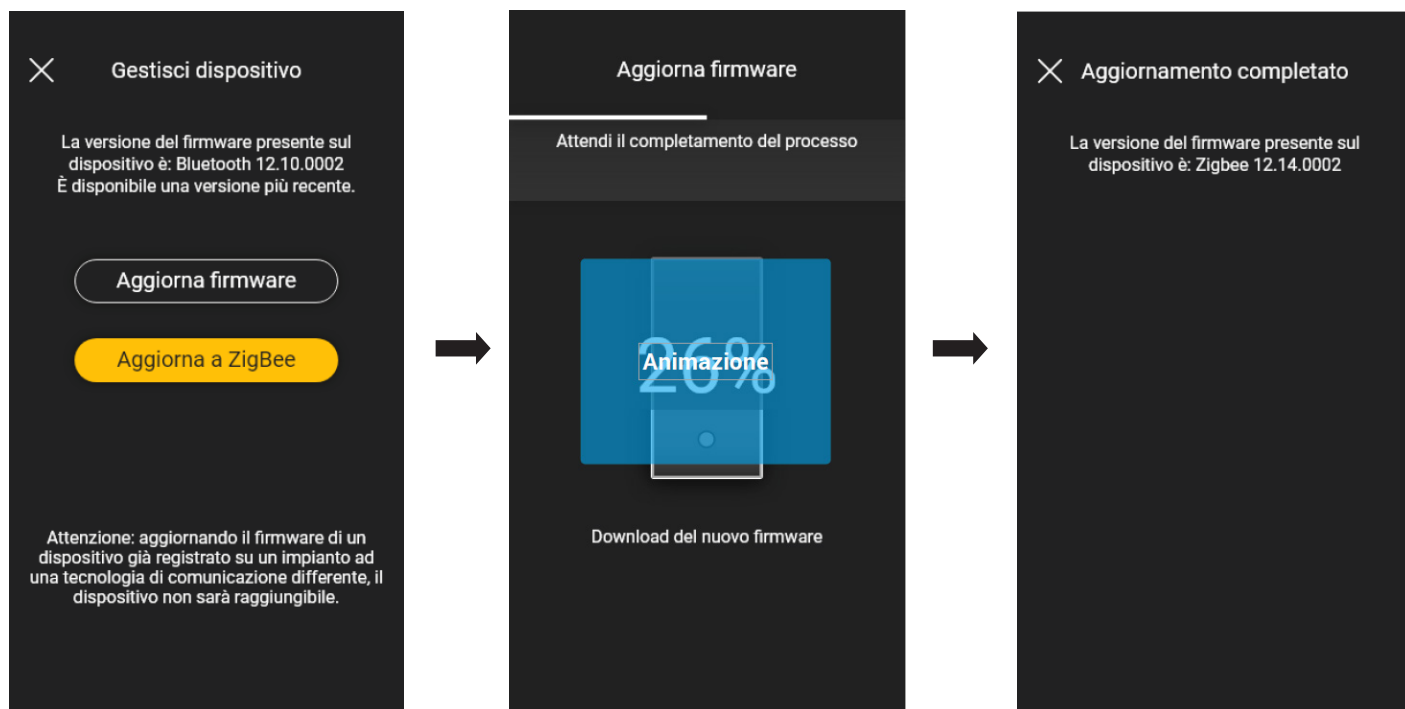 Gestisci dispositivo
La versione del firmware presente sul
dispositivo è: Bluetooth 12.10.0002
È disponibile una versione più recente.
Aggiorna firmware
Aggiorna a ZigBee
Attenzione: aggiornando il firmware di un
dispositivo già registrato su un impianto ad
una tecnologia di comunicazione differente, il
dispositivo non sarà raggiungibile.
Aggiorna firmware
Attendi il completamento del processo
26%
Animazione
Download del nuovo firmware
Aggiornamento completato
La versione del firmware presente sul
dispositivo è: Zigbee 12.14.0002